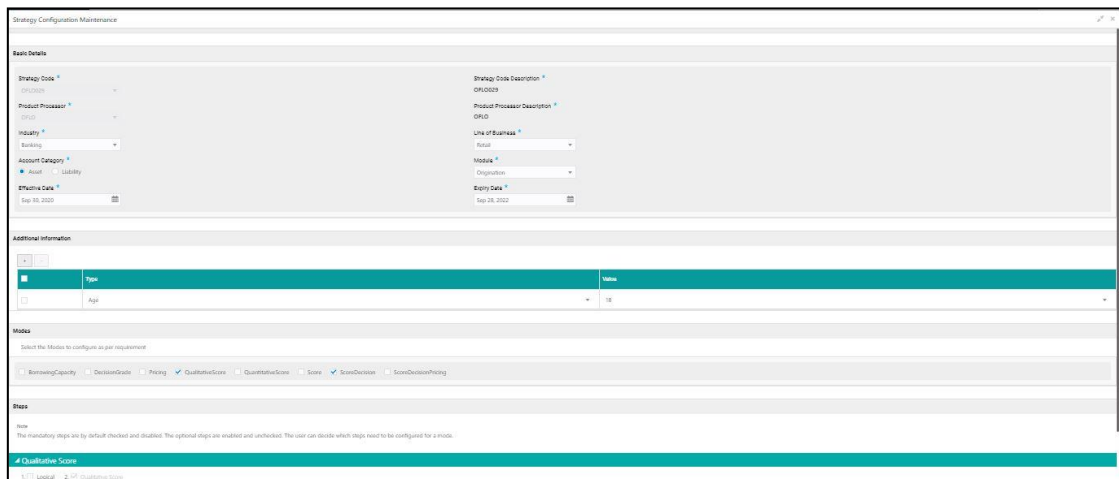 Strategy Configuration Maintenance
Basic Details
Strategy Code *
Strategy Code Description *
OFLO029
OFLO029
Product Processor *
Product Processor Description *
OFLO
OFLO
Industry *
Line of Business *
Banking
Retail
Account Category *
Module *
Asset Liability
Origination
Effective Date *
Expiry Date *
Sep 30, 2020
Sep 28, 2022
Additional Information
Type Value
Age 18
Modes
Select the Modes to configure as per requirement
BorrowingCapacity DecisionGrade Pricing QualitativeScore QuantitativeScore Score ScoreDecision ScoreDecisionPricing
Steps
Note
The mandatory steps are by default checked and disabled. The optional steps are enabled and unchecked. The user can decide which steps need to be configured for a mode.
Qualitative Score
1. Logical 2. Qualitative Score